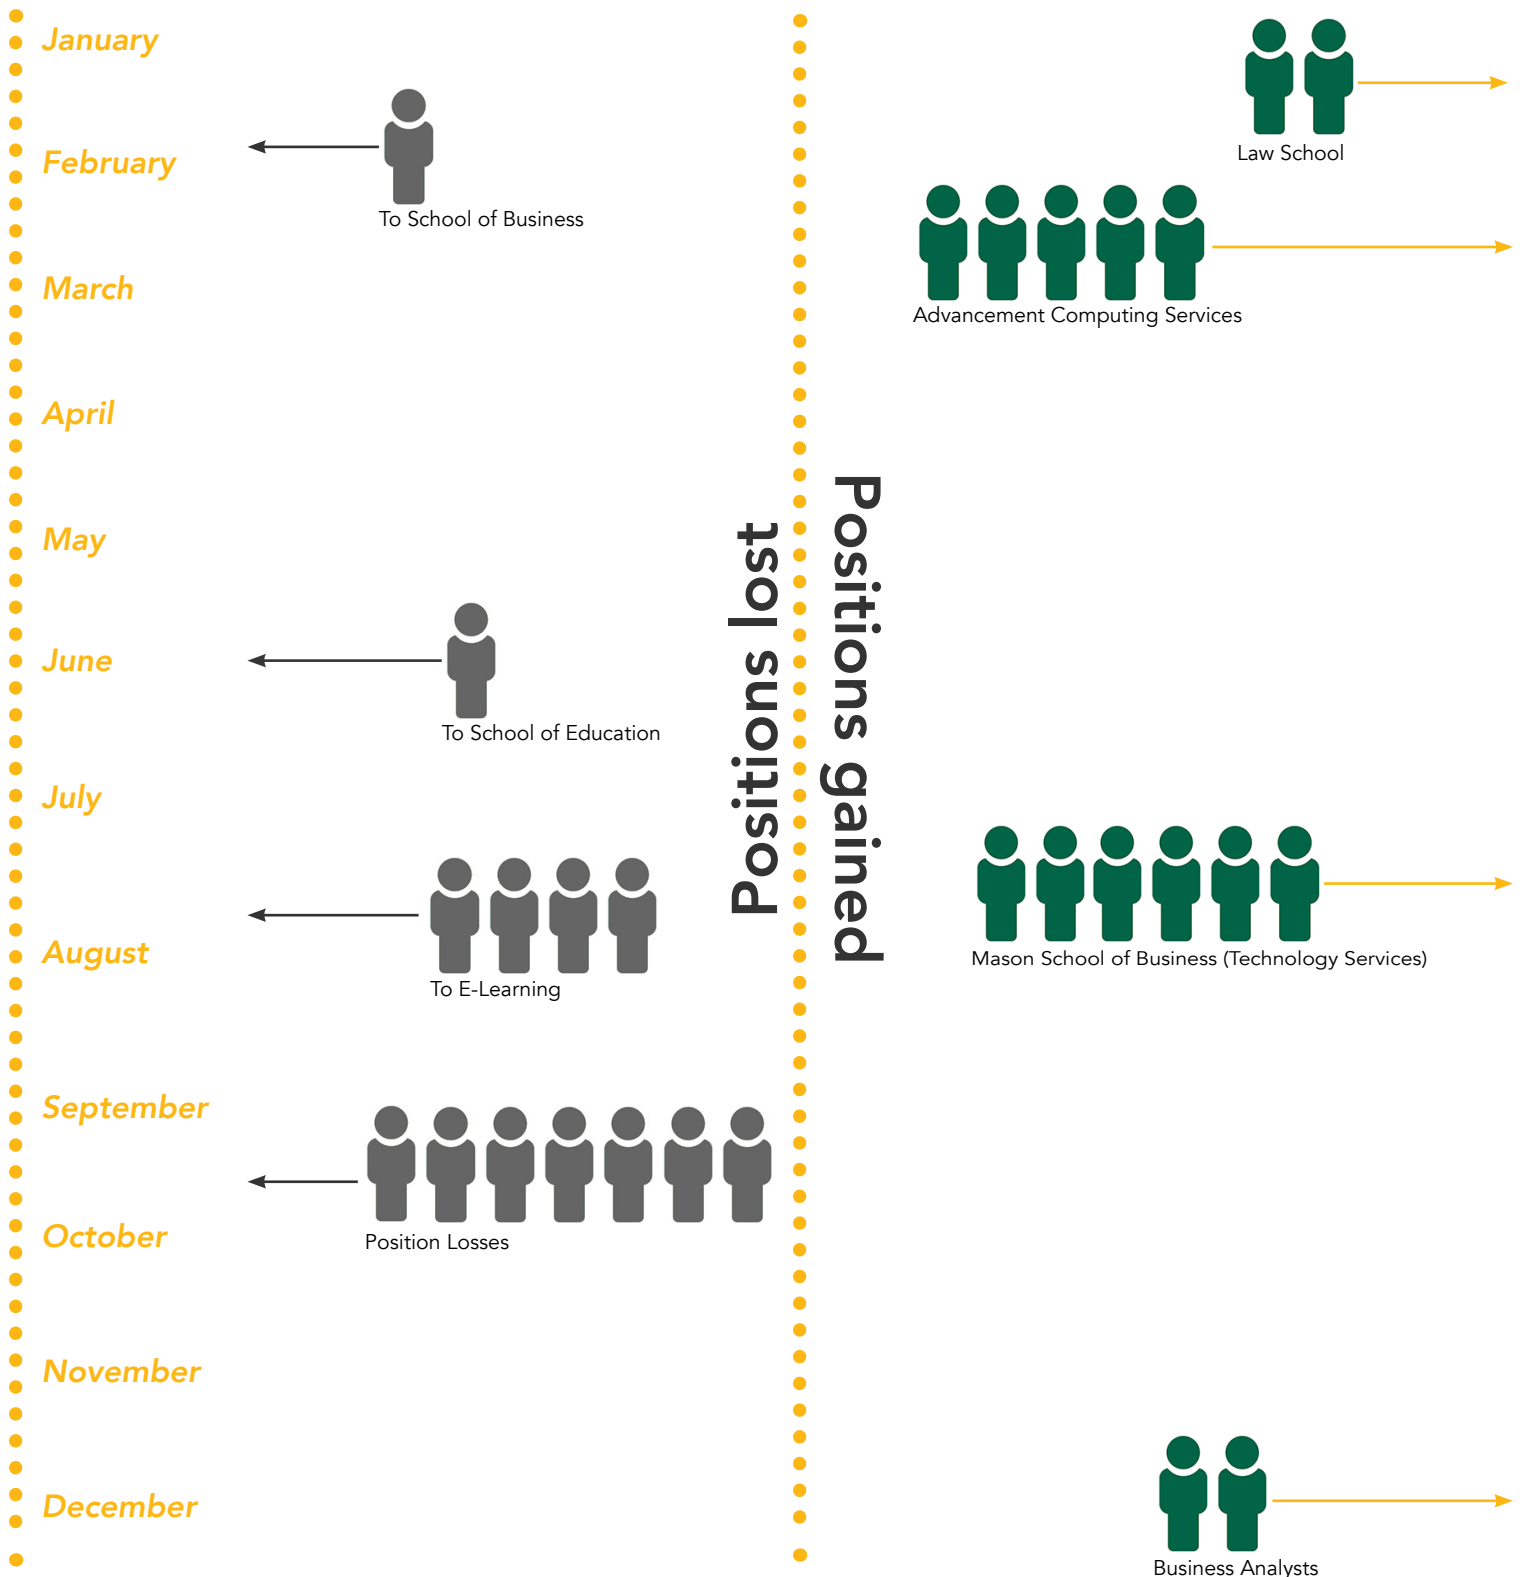 January
February
March
April
May
June
July
August
September
October
November
December
To School of Business
To School of Education
To E-Learning
Position Losses
Positions lost
Positions gained
Law School
Advancement Computing Services
Mason School of Business (Technology Services)
Business Analysts